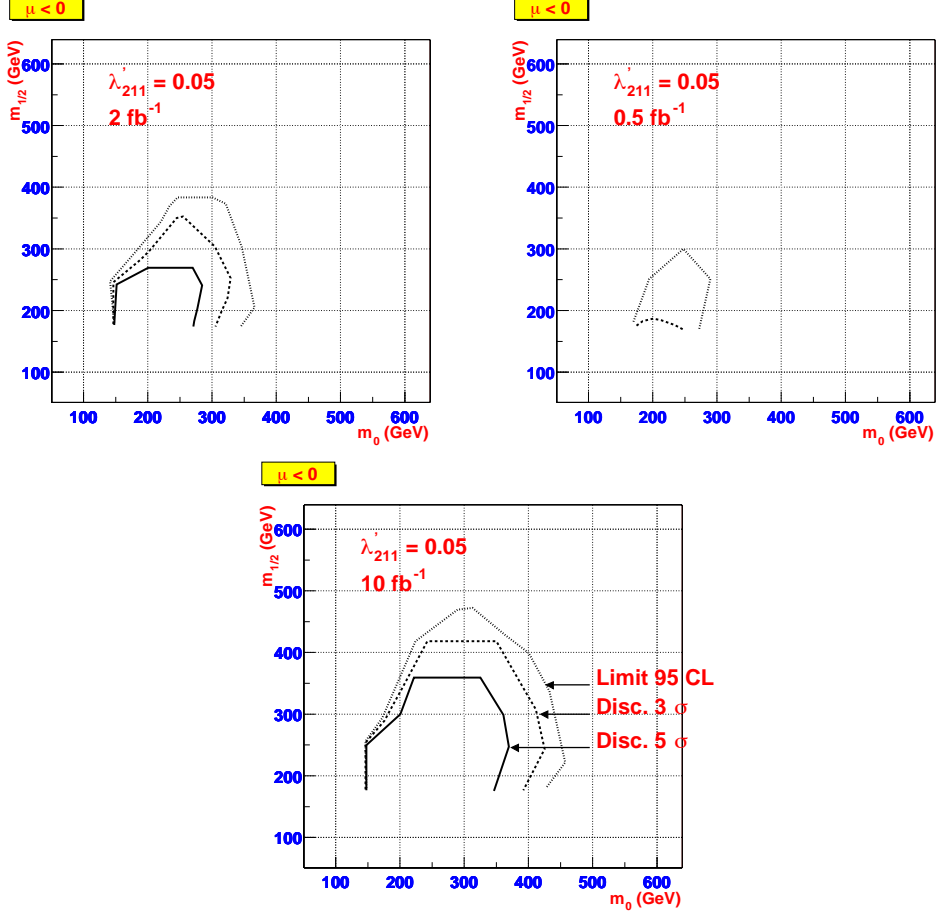 μ < 0
m1/2 (GeV)
λ'211 = 0.05
2 fb-1
600
500
400
300
200
100
100 200 300 400 500 600
m0 (GeV)
μ < 0
m1/2 (GeV)
λ'211 = 0.05
0.5 fb-1
600
500
400
300
200
100
100 200 300 400 500 600
m0 (GeV)
μ < 0
m1/2 (GeV)
λ'211 = 0.05
10 fb-1
600
500
400
300
200
100
Limit 95 CL
Disc. 3 σ
Disc. 5 σ
100 200 300 400 500 600
m0 (GeV)